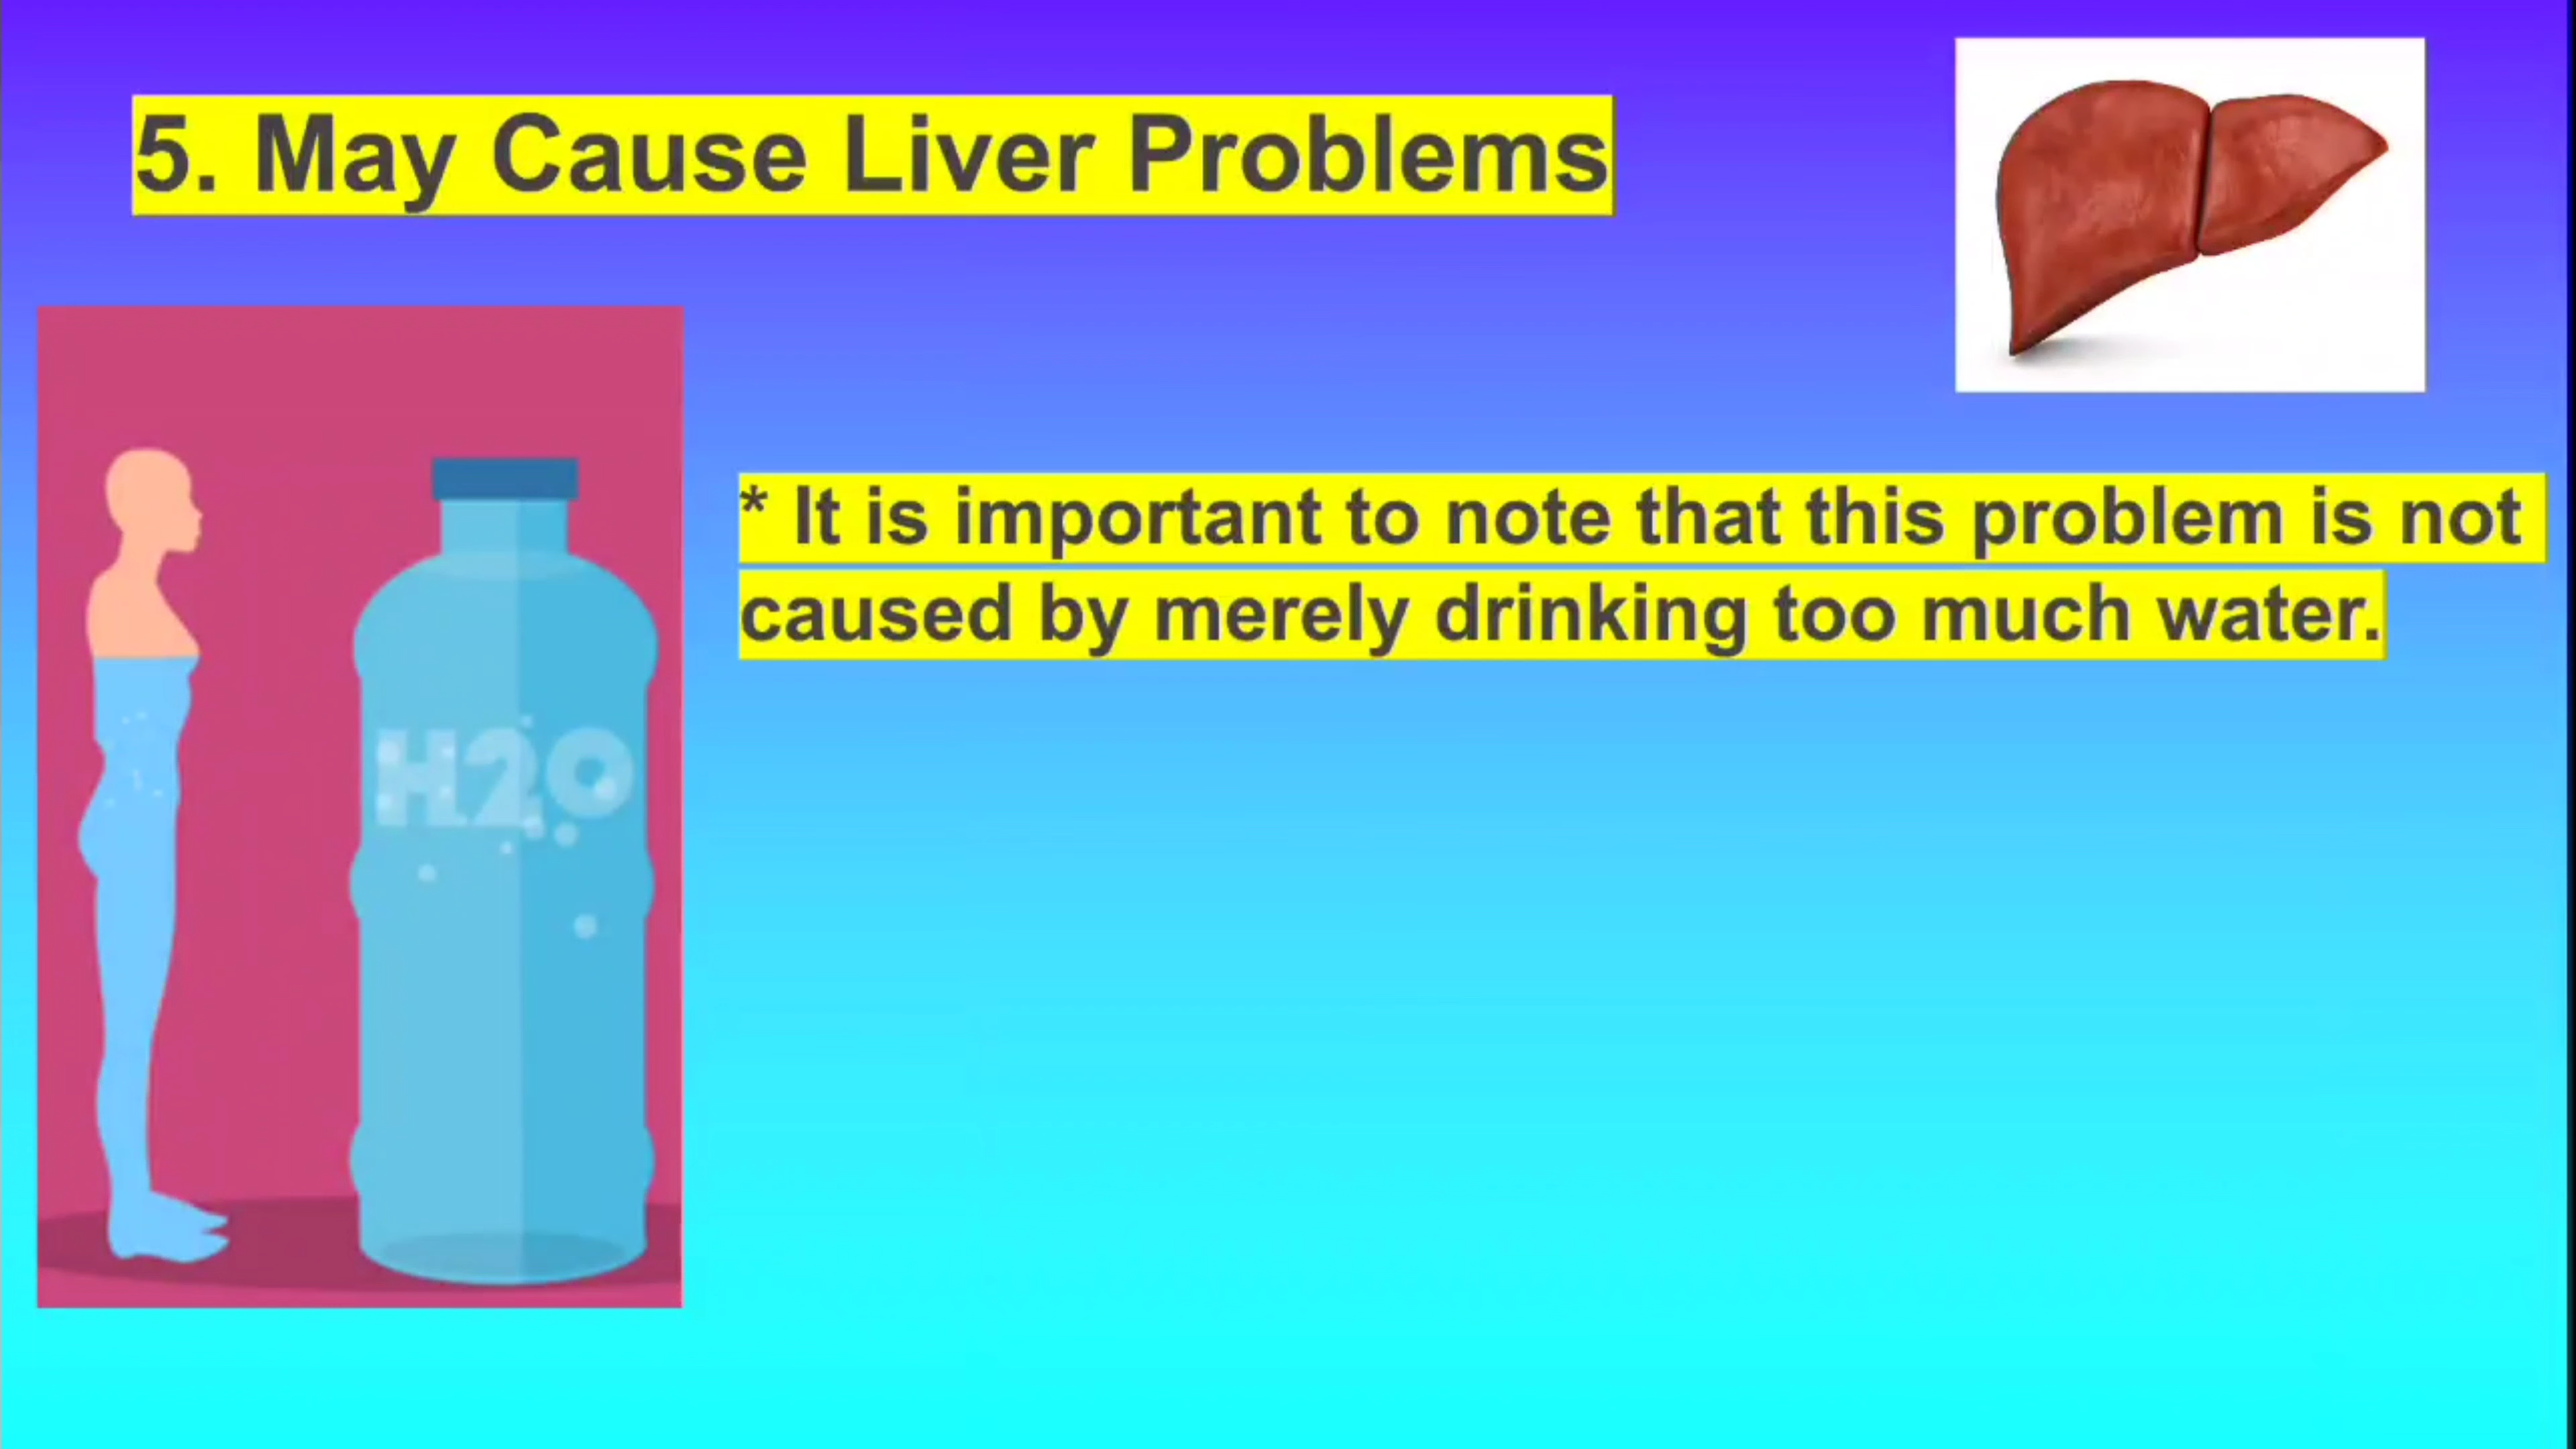 5. May Cause Liver Problems
* It is important to note that this problem is not
caused by merely drinking too much water.
H2O